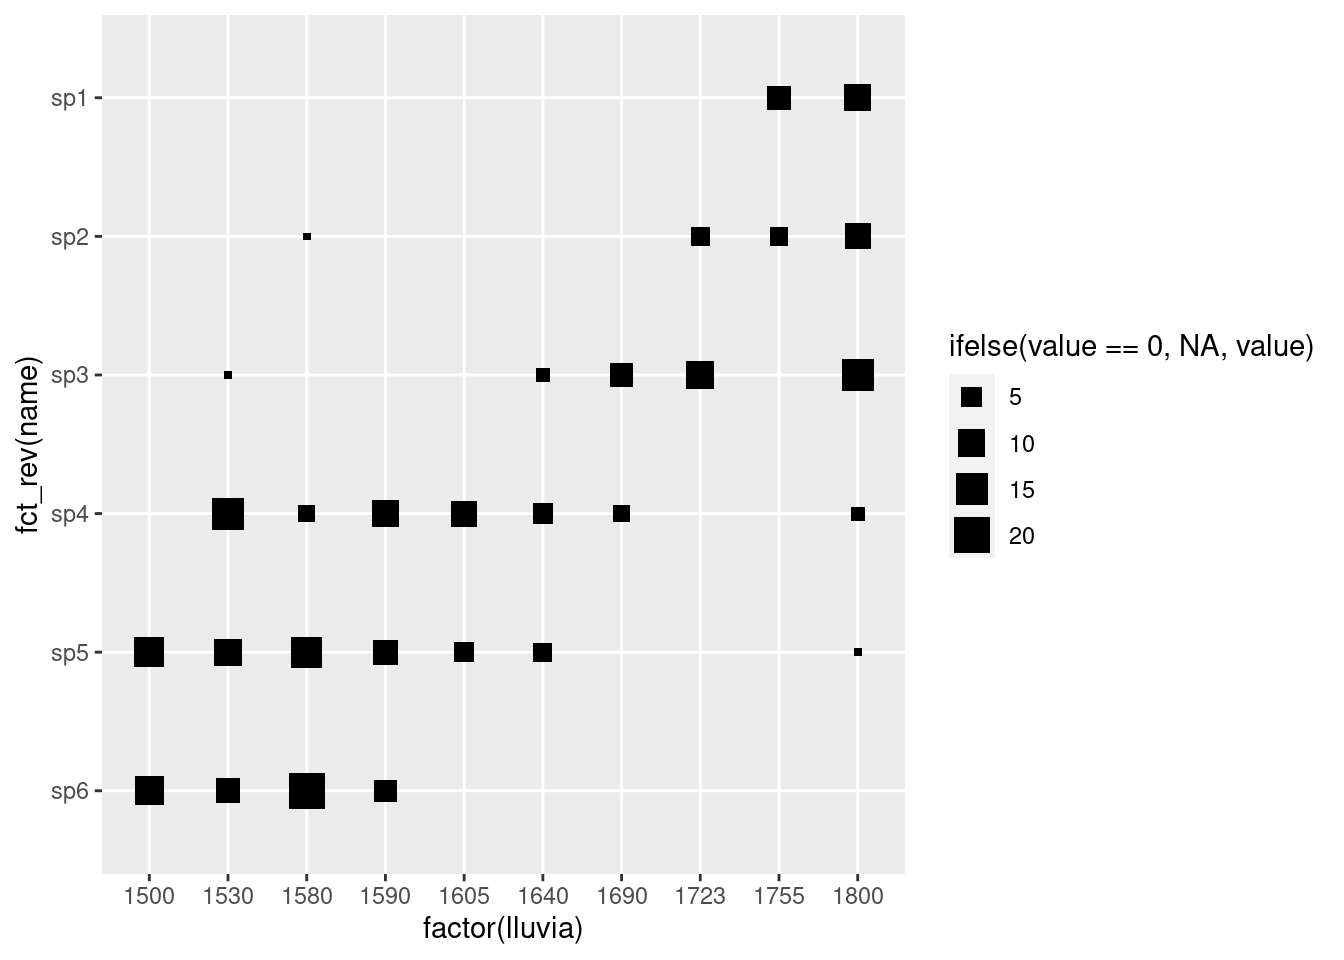 sp1
sp2
sp3
sp4
sp5
sp6
fct_rev(name)
1500 1530 1580 1590 1605 1640 1690 1723 1755 1800
factor(lluvia)
ifelse(value == 0, NA, value)
5
10
15
20